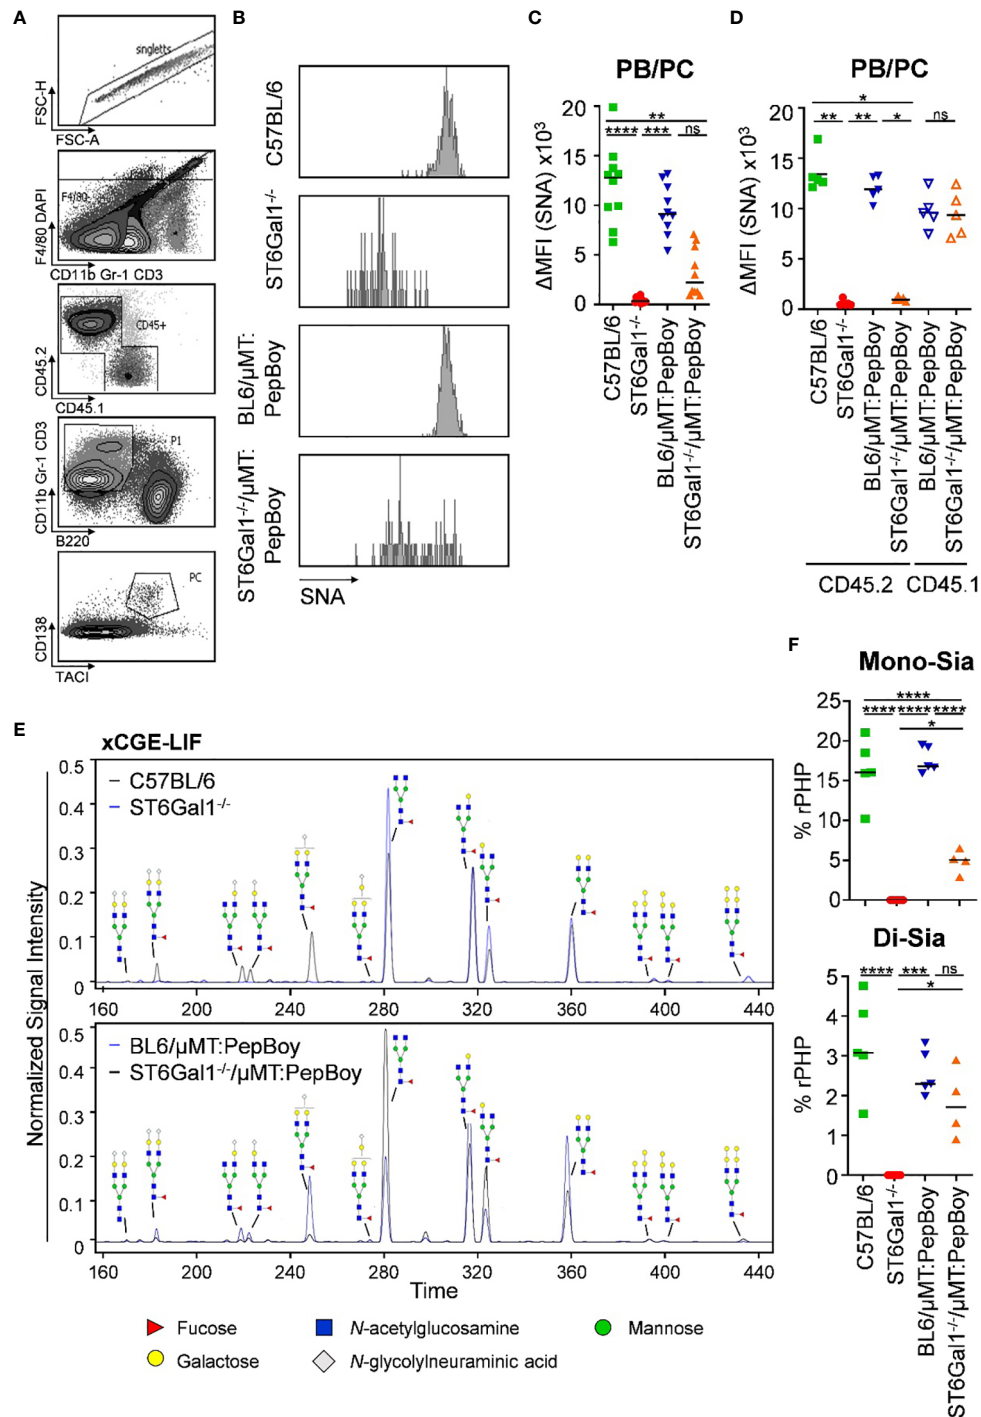 A
FSC-H
singletts
FSC-A
F4/80 DAPI
F4/80-
CD11b Gr-1 CD3
CD45.2
CD45+
CD45.1
CD11b Gr-1 CD3
P1
B220
CD138
PC
TACI
B
C57BL/6
ST6Gal1-/-
BL6/µMT:
PepBoy
ST6Gal1-/-/µMT:
PepBoy
SNA
C
PB/PC
**
**** *** ns
ΔMFI (SNA) x10³
20
15
10
5
0
C57BL/6
ST6Gal1-/-
BL6/µMT:PepBoy
ST6Gal1-/-/µMT:PepBoy
D
PB/PC
*
** ** * ns
ΔMFI (SNA) x10³
20
15
10
5
0
C57BL/6
ST6Gal1-/-
BL6/µMT:PepBoy
ST6Gal1-/-/µMT:PepBoy
BL6/µMT:PepBoy
ST6Gal1-/-/µMT:PepBoy
CD45.2 CD45.1
E
xCGE-LIF
Normalized Signal Intensity
C57BL/6
ST6Gal1-/-
0.5
0.4
0.3
0.2
0.1
0
160 200 240 280 320 360 400 440
BL6/µMT:PepBoy
ST6Gal1-/-/µMT:PepBoy
0.5
0.4
0.3
0.2
0.1
0
160 200 240 280 320 360 400 440
Time
Fucose N-acetylglucosamine Mannose
Galactose N-glycolylneuraminic acid
F
Mono-Sia
****
**** **** ****
*
% rPHP
25
20
15
10
5
0
Di-Sia
**** *** ns
*
% rPHP
5
4
3
2
1
0
C57BL/6
ST6Gal1-/-
BL6/µMT:PepBoy
ST6Gal1-/-/µMT:PepBoy